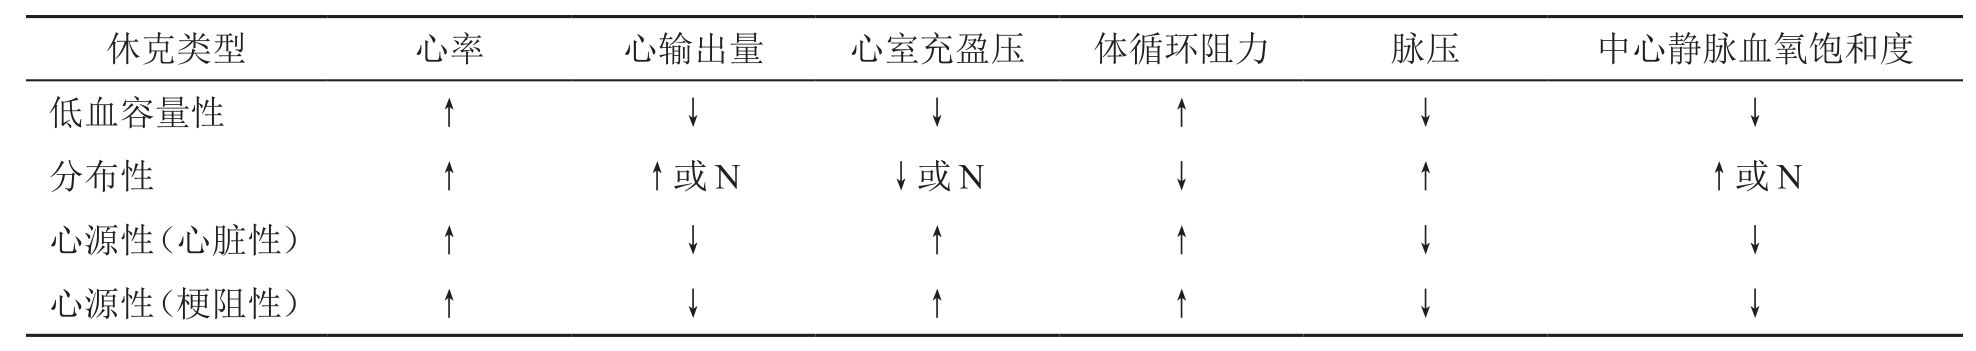 休克类型 心率 心输出量 心室充盈压 体循环阻力 脉压 中心静脉血氧饱和度
低血容量性 ↑ ↓ ↓ ↑ ↓ ↓
分布性 ↑ ↑或N ↓或N ↓ ↑ ↑或N
心源性(心脏性) ↑ ↓ ↑ ↑ ↓ ↓
心源性(梗阻性) ↑ ↓ ↑ ↑ ↓ ↓